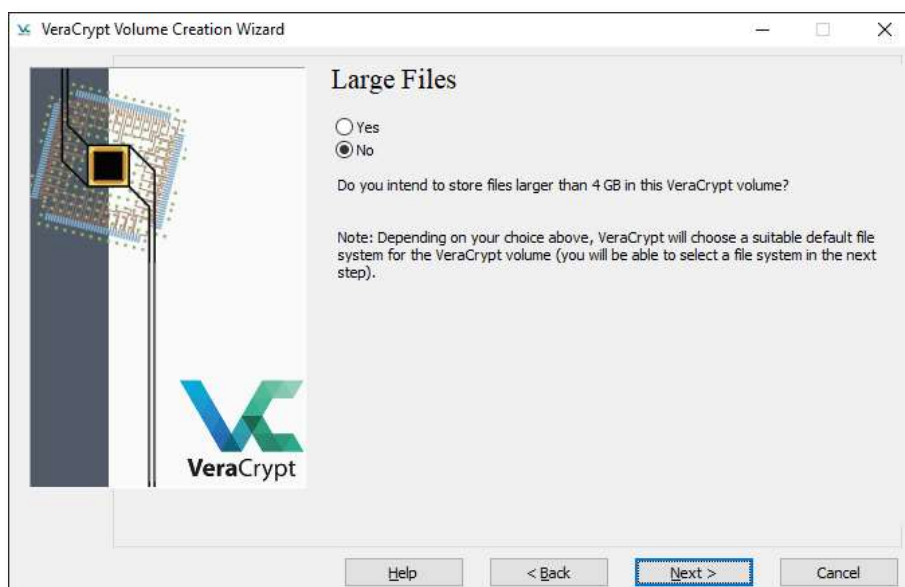 VeraCrypt Volume Creation Wizard
Large Files
Yes
No
Do you intend to store files larger than 4 GB in this VeraCrypt volume?
Note: Depending on your choice above, VeraCrypt will choose a suitable default file
system for the VeraCrypt volume (you will be able to select a file system in the next
step).
VeraCrypt
Help
< Back
Next >
Cancel